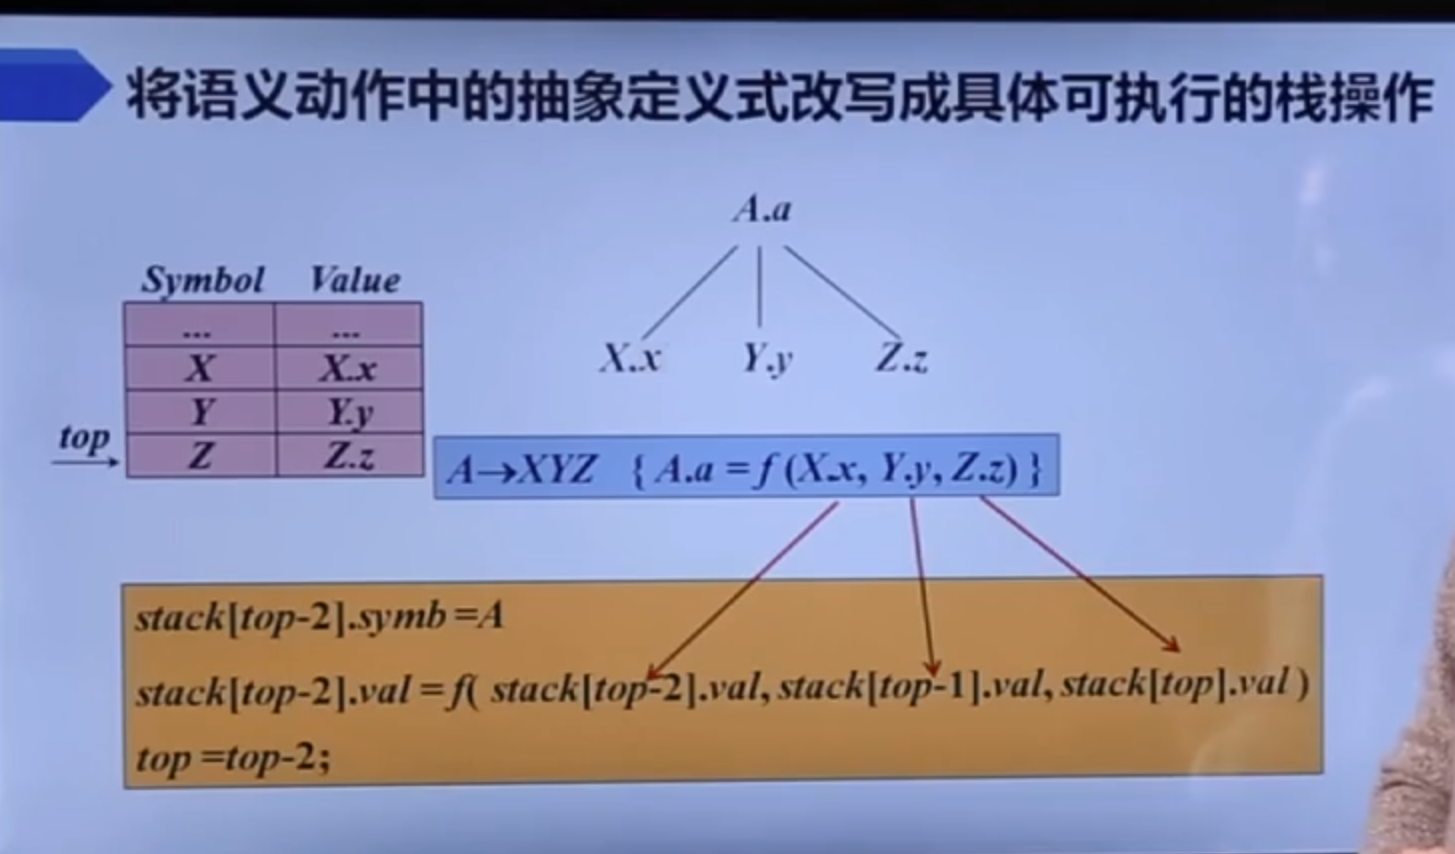 将语义动作中的抽象定义式改写成具体可执行的栈操作
A.a
X.x Y.y Z.z
Symbol Value
... ...
X X.x
Y Y.y
top Z Z.z
A→XYZ { A.a = f (X.x, Y.y, Z.z) }
stack[top-2].symb =A
stack[top-2].val = f( stack[top-2].val, stack[top-1].val, stack[top].val )
top =top-2;